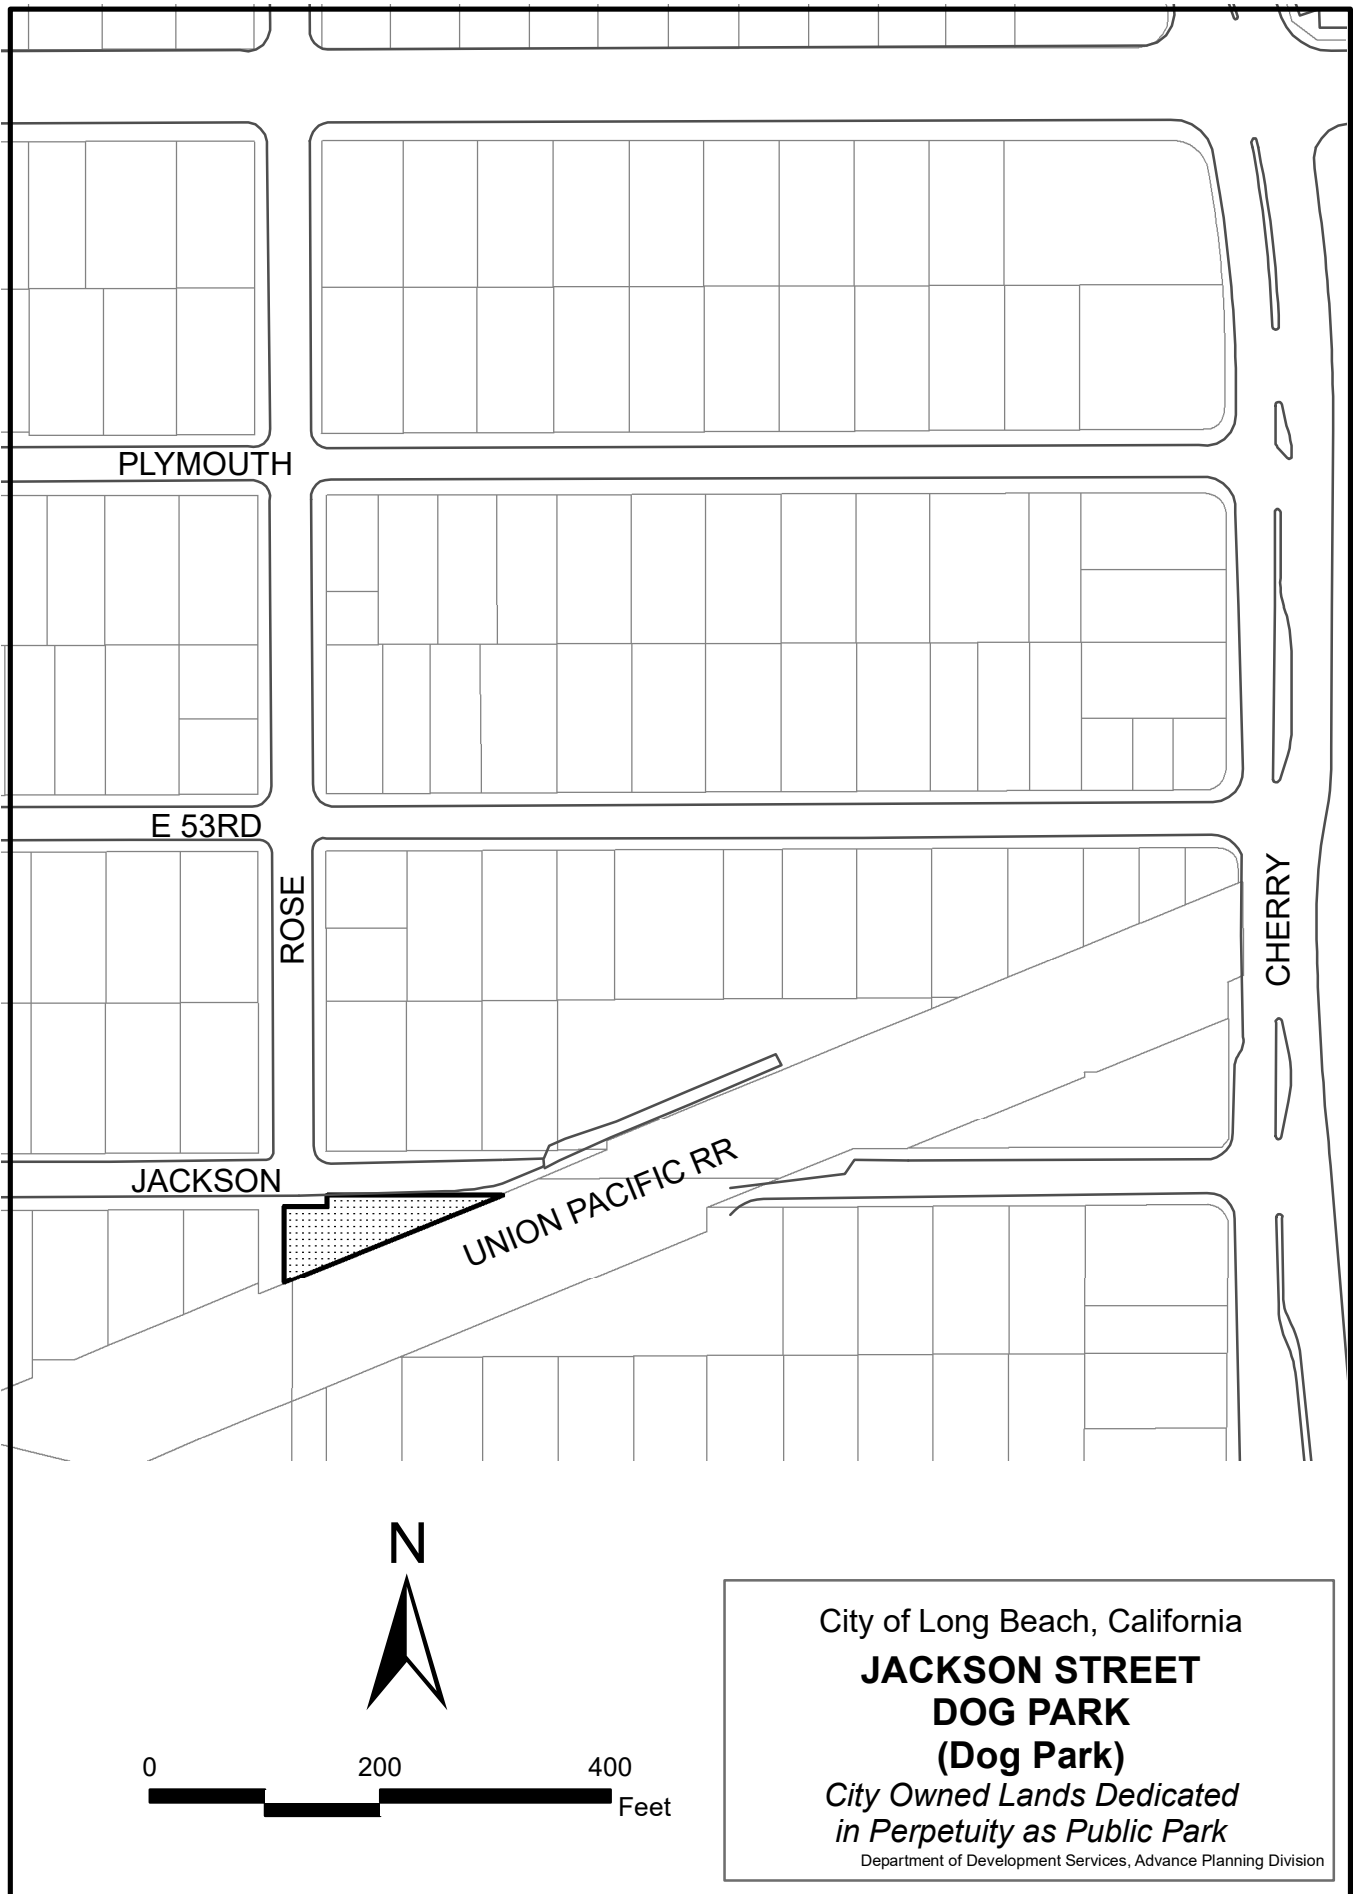 PLYMOUTH
E 53RD
ROSE
CHERRY
JACKSON
UNION PACIFIC RR
N
0 200 400
Feet
City of Long Beach, California
JACKSON STREET
DOG PARK
(Dog Park)
City Owned Lands Dedicated
in Perpetuity as Public Park
Department of Development Services, Advance Planning Division